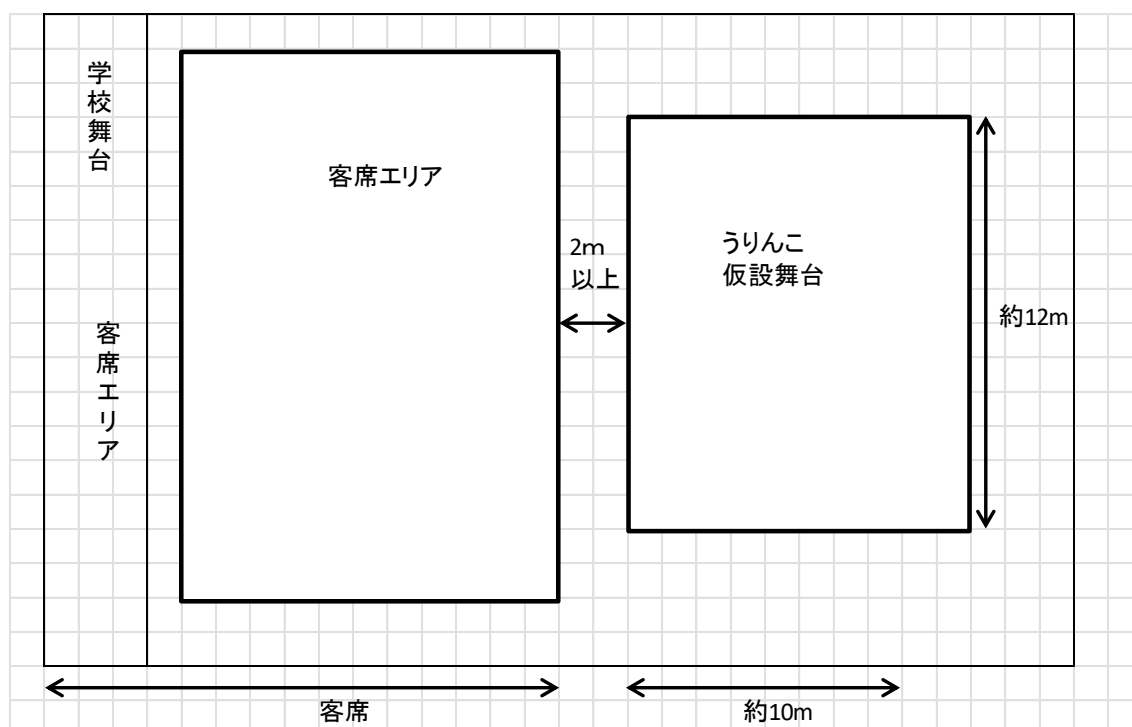 学校舞台
客席エリア
客席エリア
2m
以上
うりんこ
仮設舞台
約12m
客席
約10m